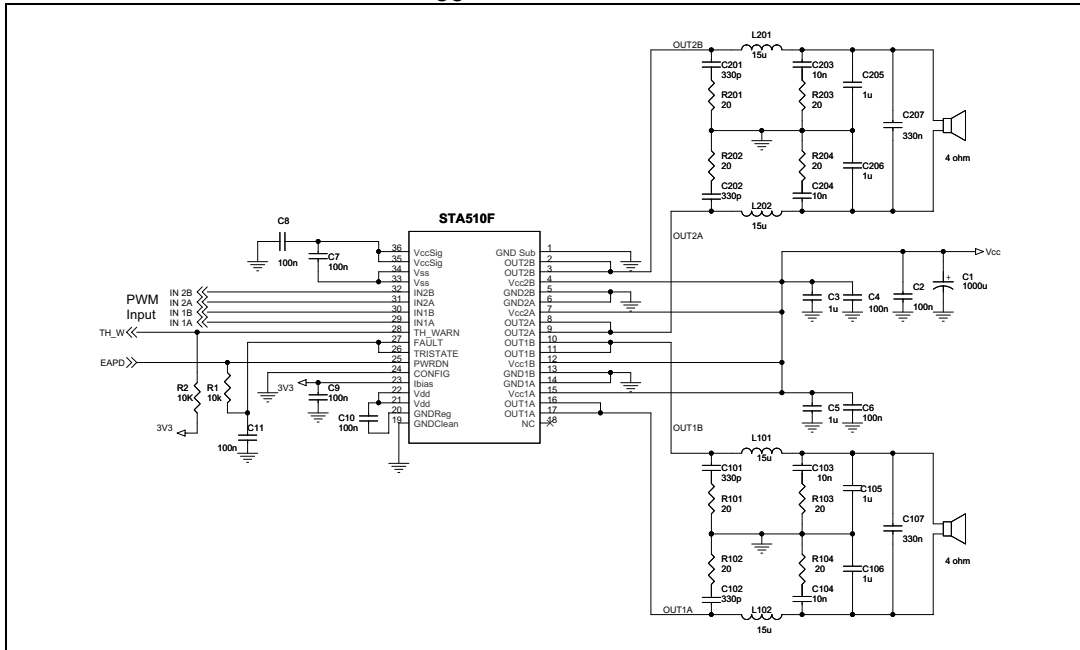 L201
15u
OUT2B
C201
330p
C203
10n
C205
1u
R201
20
R203
20
C207
330n
R202
20
R204
20
C206
1u
4 ohm
C202
330p
C204
10n
L202
15u
OUT2A
STA510F
C8
100n
C7
100n
36 VccSig
35 VccSig
34 Vss
33 Vss
32 IN2B
31 IN2A
30 IN1B
29 IN1A
28 TH_WARN
27 FAULT
26 TRISTATE
25 PWRDN
24 CONFIG
23 Ibias
22 Vdd
21 Vdd
20 GNDReg
19 GNDClean
GND Sub 1
OUT2B 2
OUT2B 3
Vcc2B 4
GND2B 5
GND2A 6
Vcc2A 7
OUT2A 8
OUT2A 9
OUT1B 10
OUT1B 11
Vcc1B 12
GND1B 13
GND1A 14
Vcc1A 15
OUT1A 16
OUT1A 17
NC 18
PWM
Input
IN 2B
IN 2A
IN 1B
IN 1A
TH_W
EAPD
R2
10K
R1
10k
3V3
3V3
C9
100n
C10
100n
C11
100n
Vcc
C3
1u
C4
100n
C2
100n
+
C1
1000u
C5
1u
C6
100n
OUT1B
L101
15u
C101
330p
C103
10n
C105
1u
R101
20
R103
20
C107
330n
R102
20
R104
20
C106
1u
4 ohm
C102
330p
C104
10n
OUT1A
L102
15u